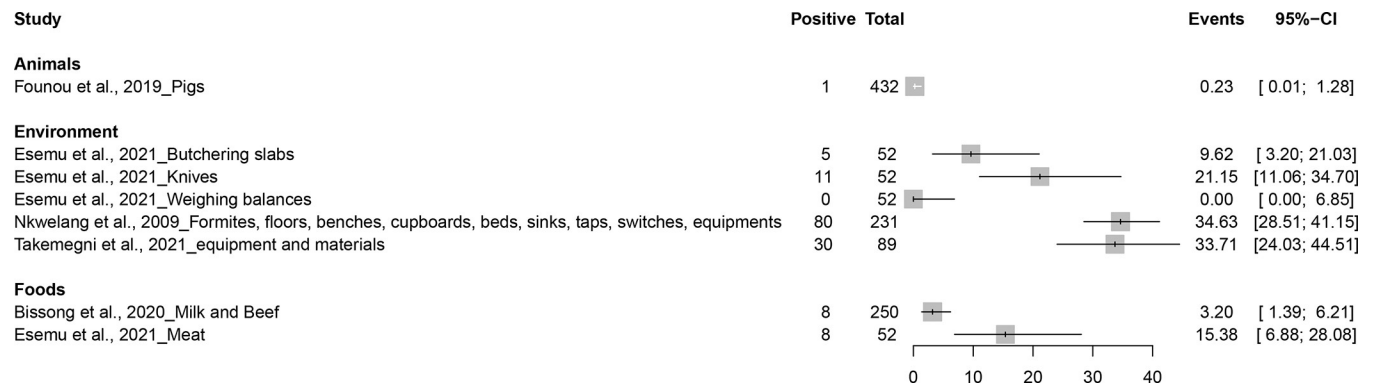 Study Positive Total Events 95%−CI
Animals
Founou et al., 2019_Pigs 1 432 0.23 [ 0.01; 1.28]
Environment
Esemu et al., 2021_Butchering slabs 5 52 9.62 [ 3.20; 21.03]
Esemu et al., 2021_Knives 11 52 21.15 [11.06; 34.70]
Esemu et al., 2021_Weighing balances 0 52 0.00 [ 0.00; 6.85]
Nkwelang et al., 2009_Formites, floors, benches, cupboards, beds, sinks, taps, switches, equipments 80 231 34.63 [28.51; 41.15]
Takemegni et al., 2021_equipment and materials 30 89 33.71 [24.03; 44.51]
Foods
Bissong et al., 2020_Milk and Beef 8 250 3.20 [ 1.39; 6.21]
Esemu et al., 2021_Meat 8 52 15.38 [ 6.88; 28.08]
0 10 20 30 40